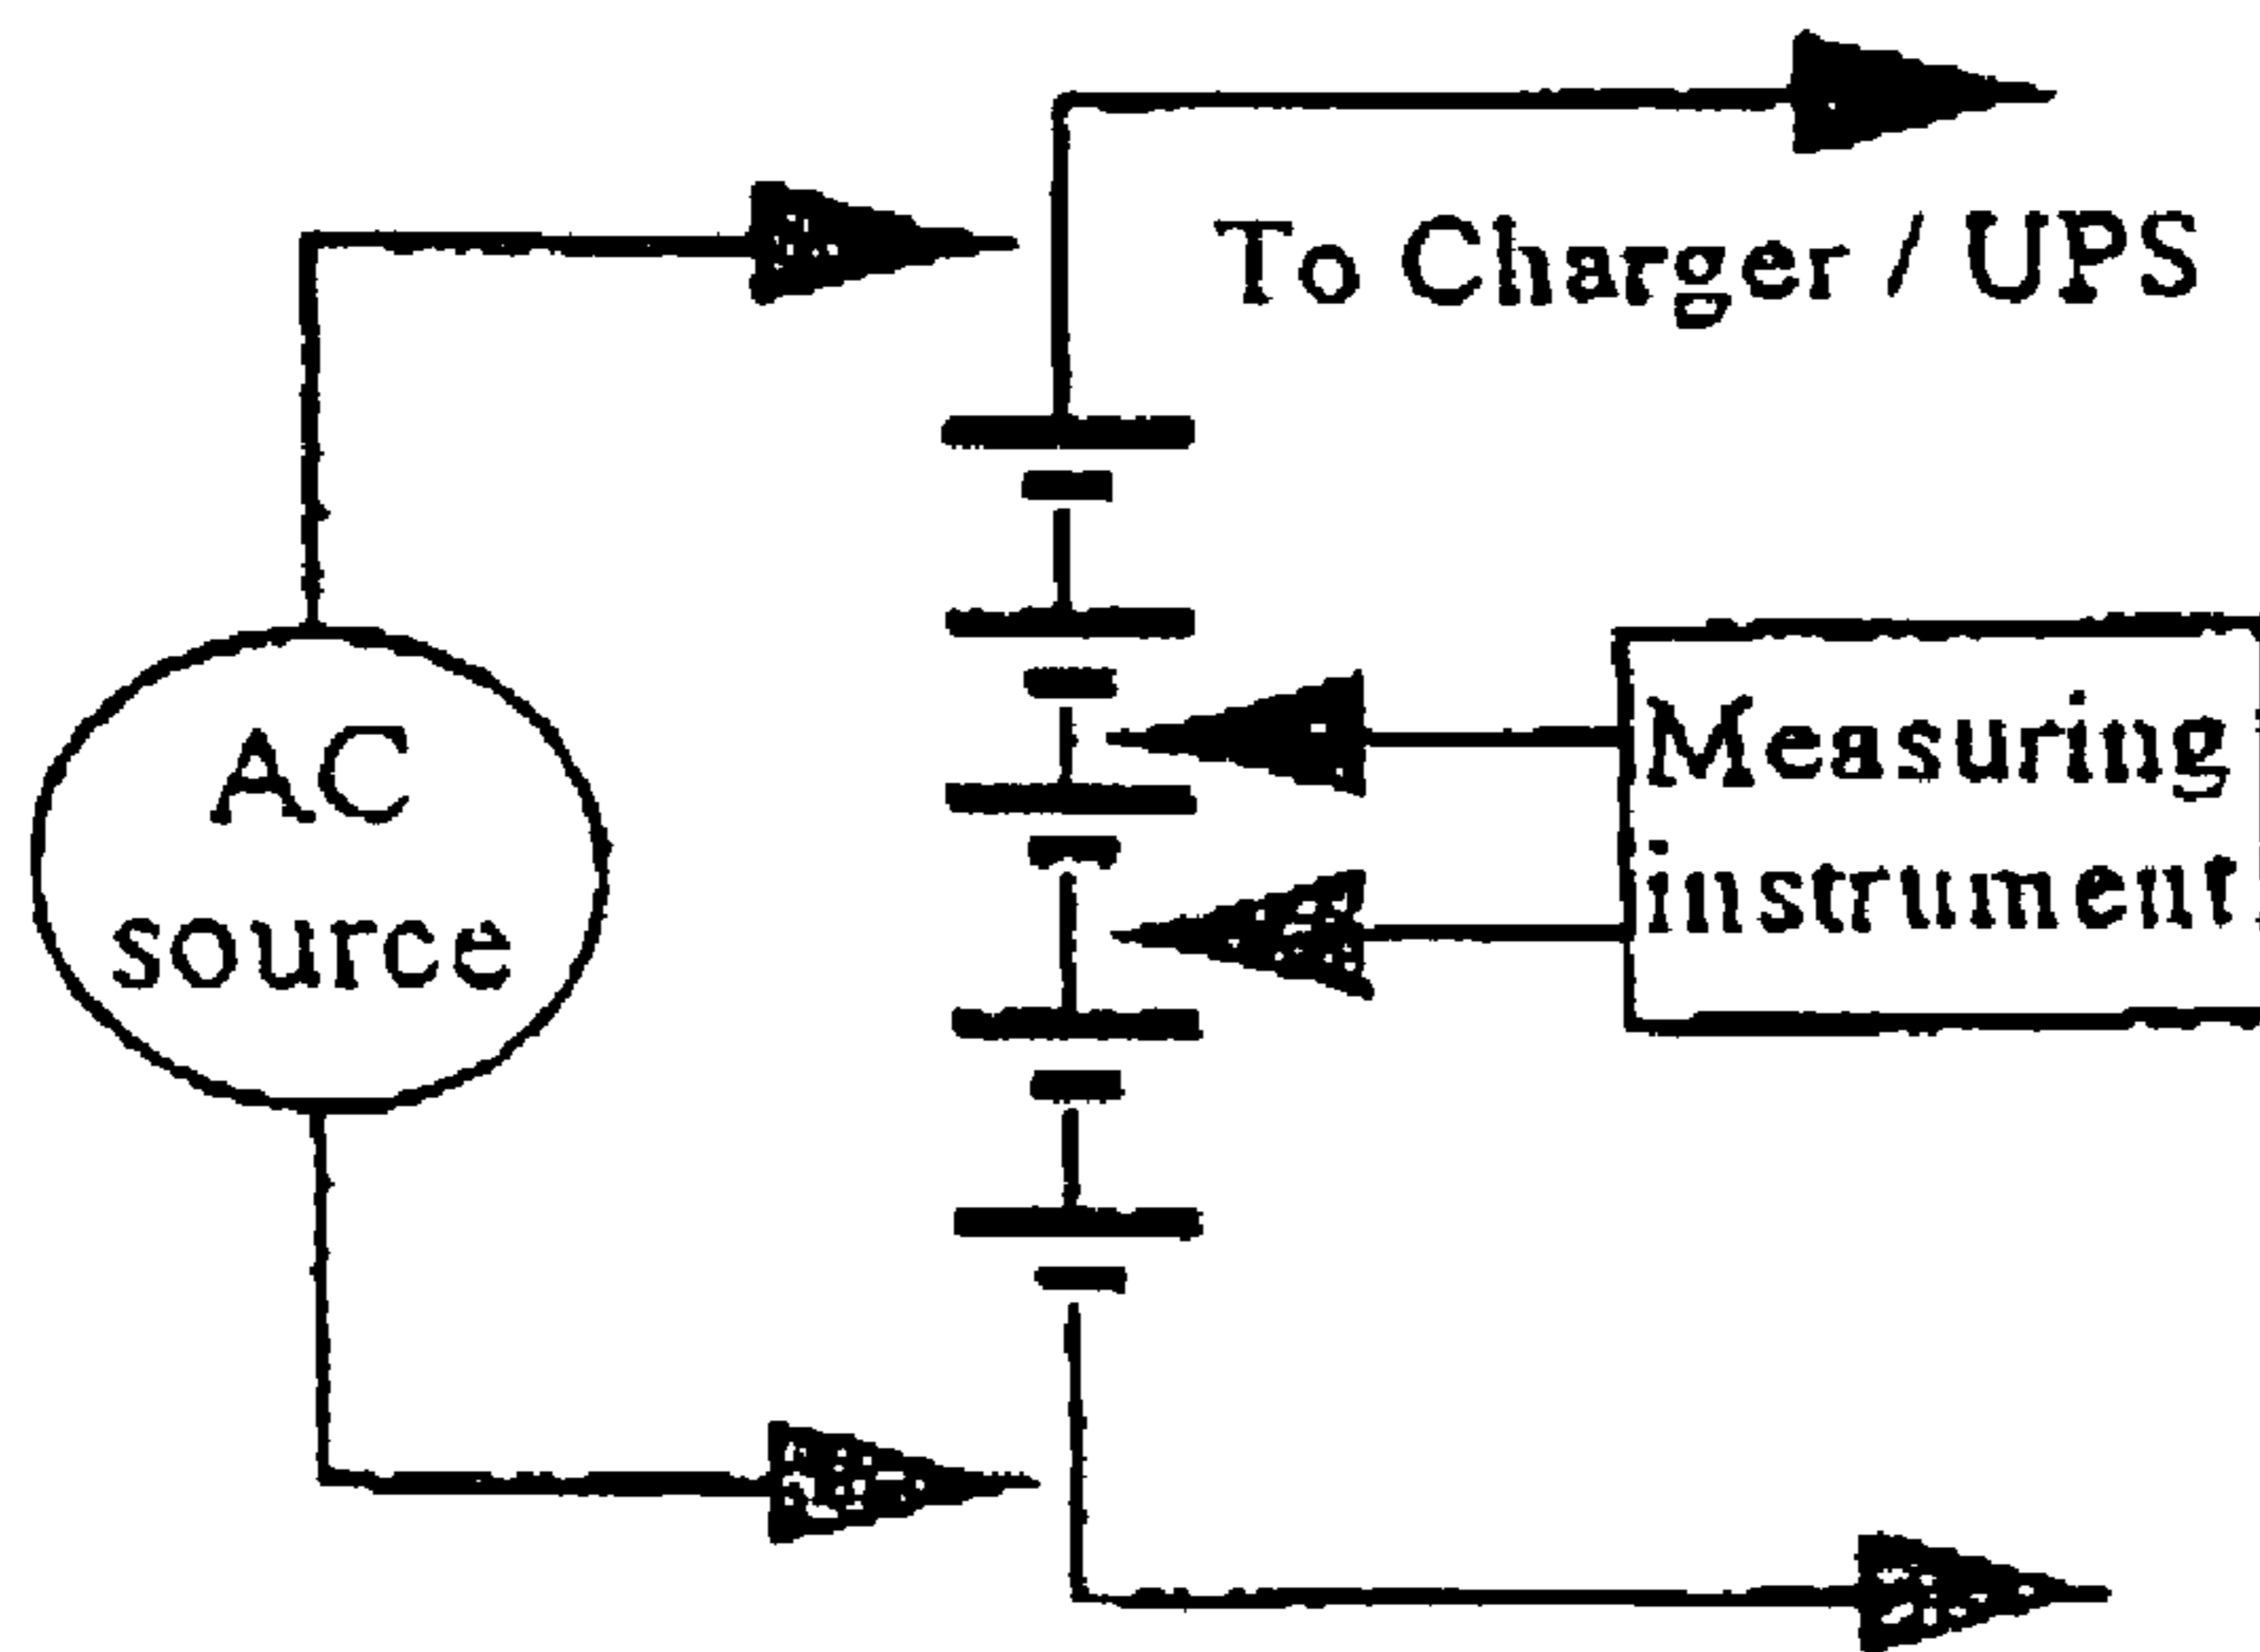 To Charger / UPS
AC
source
Measuring
instrument